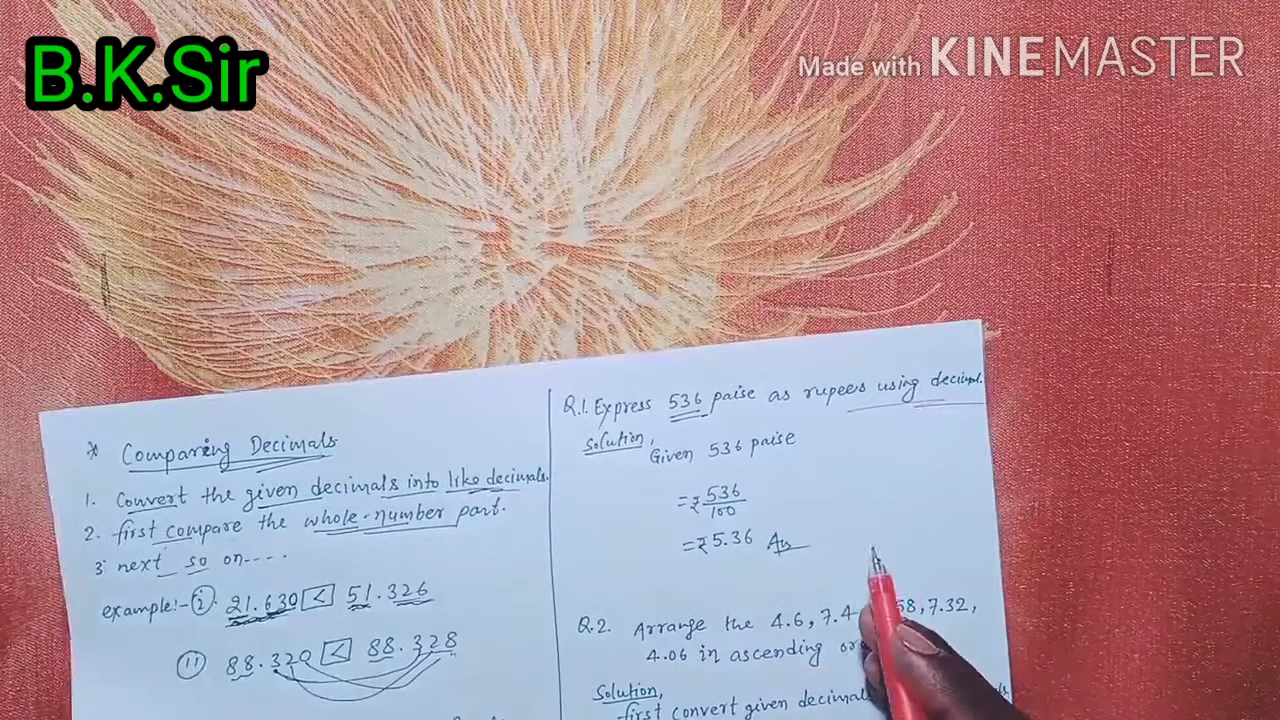 B.K.Sir
Made with KINEMASTER
* Comparing Decimals
1. Convert the given decimals into like decimals.
2. first compare the whole-number part.
3. next so on----
example:- (i). 21.630 < 51.326
(ii) 88.320 < 88.328
Q.1. Express 536 paise as rupees using decimal.
Solution,
Given 536 paise
= ₹ 536/100
= ₹ 5.36 Ans
Q.2. Arrange the 4.6, 7.4 58, 7.32,
4.06 in ascending
Solution,
first convert given